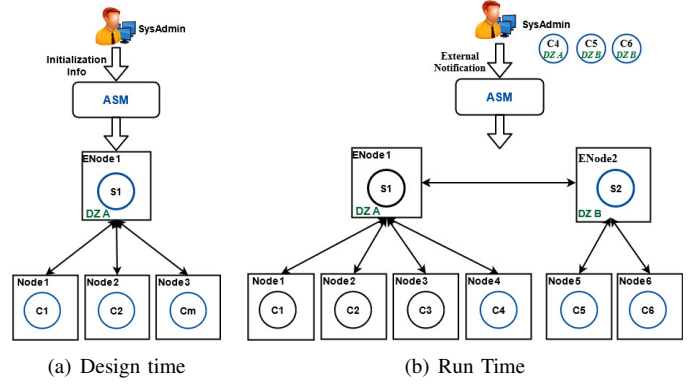 SysAdmin
Initialization
Info
ASM
ENode1
S1
DZ A
Node1
Node2
Node3
C1
C2
Cm
(a) Design time
SysAdmin
C4
DZ A
C5
DZ B
C6
DZ B
External
Notification
ASM
ENode1
S1
DZ A
ENode2
S2
DZ B
Node1
Node2
Node3
Node4
Node5
Node6
C1
C2
C3
C4
C5
C6
(b) Run Time